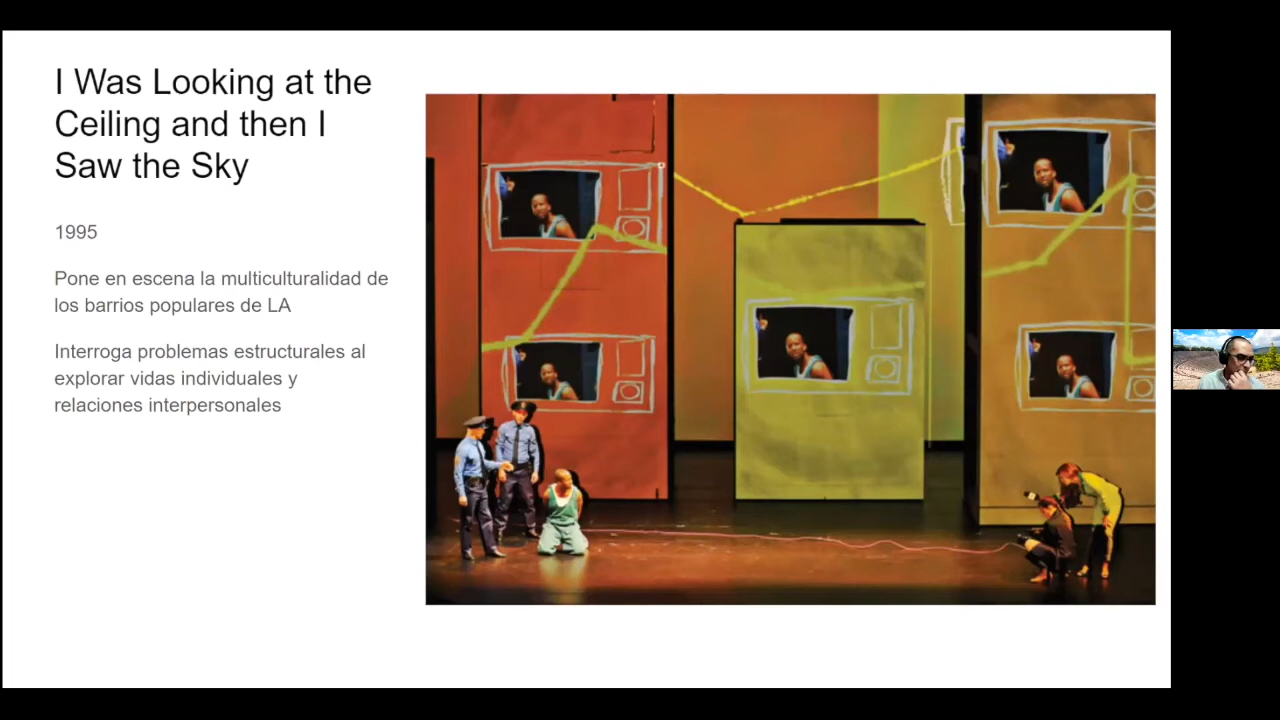 I Was Looking at the
Ceiling and then I
Saw the Sky
1995
Pone en escena la multiculturalidad de
los barrios populares de LA
Interroga problemas estructurales al
explorar vidas individuales y
relaciones interpersonales